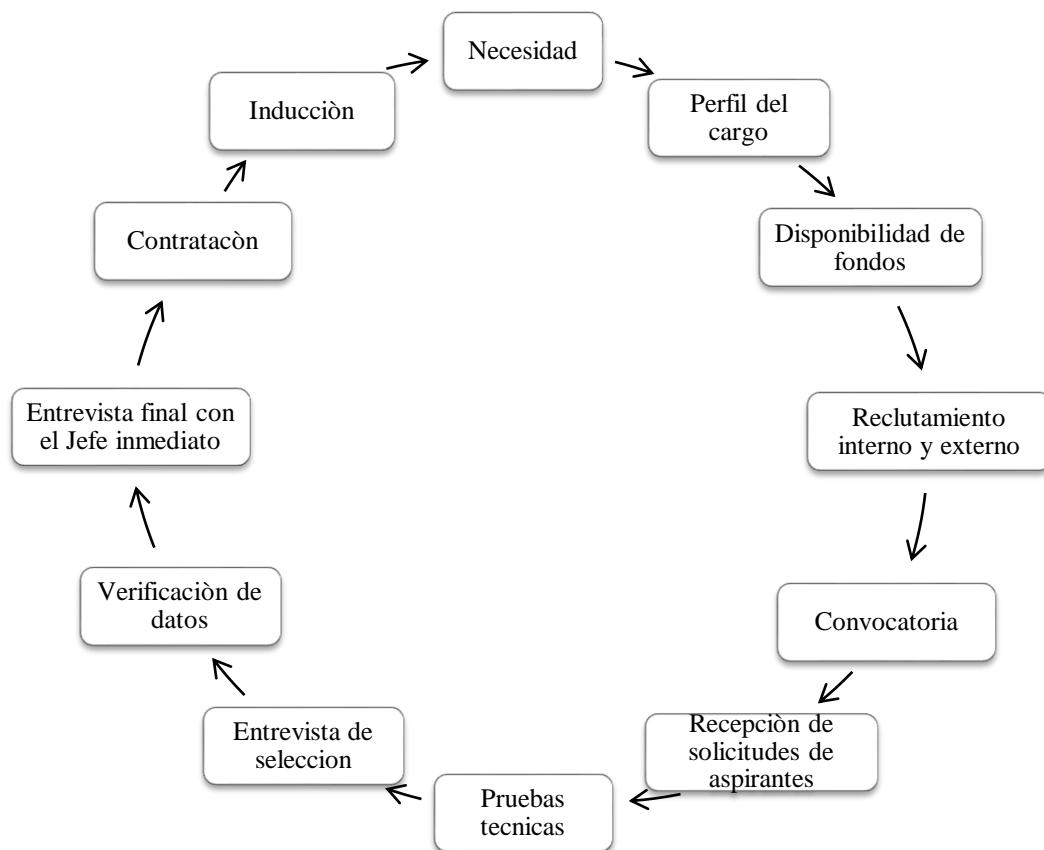 Necesidad
Perfil del
cargo
Disponibilidad de
fondos
Reclutamiento
interno y externo
Convocatoria
Recepciòn de
solicitudes de
aspirantes
Pruebas
tecnicas
Entrevista de
seleccion
Verificaciòn de
datos
Entrevista final con
el Jefe inmediato
Contratacòn
Inducciòn